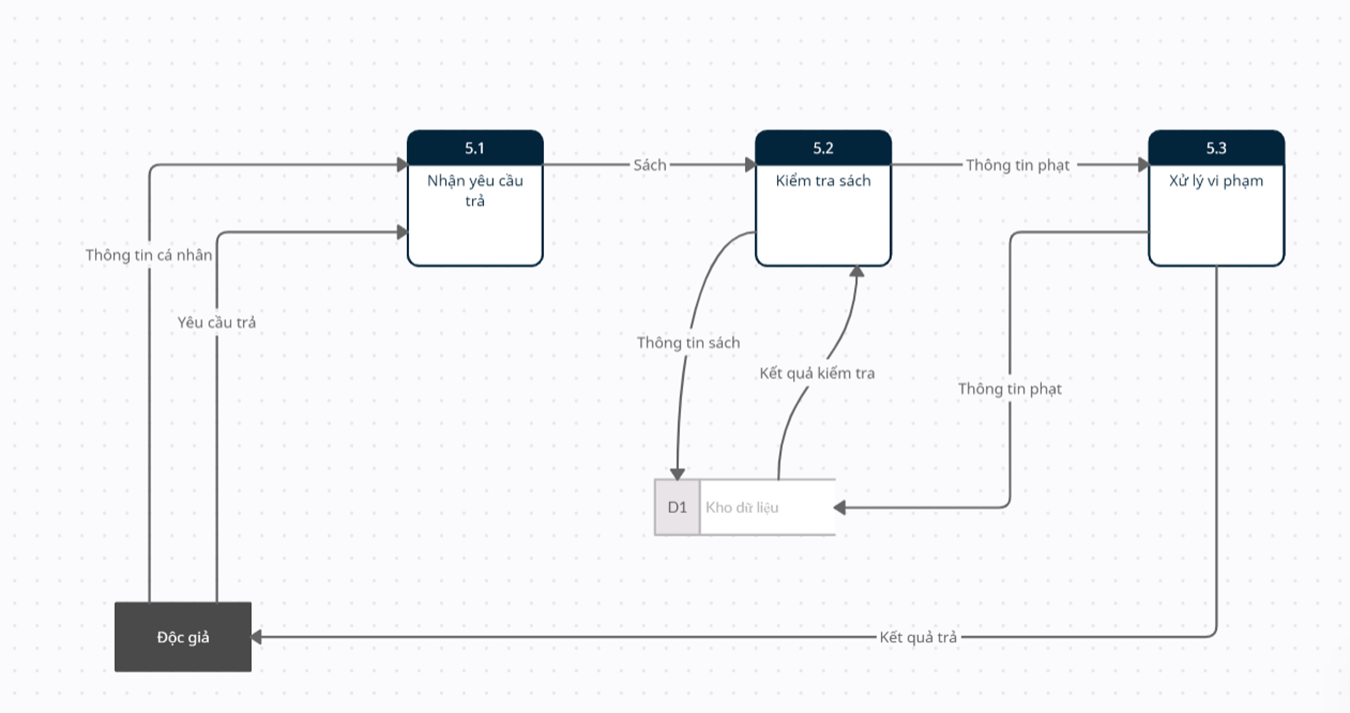 5.1
Nhận yêu cầu
trả
Sách
5.2
Kiểm tra sách
Thông tin phạt
5.3
Xử lý vi phạm
Thông tin cá nhân
Yêu cầu trả
Thông tin sách
Kết quả kiểm tra
Thông tin phạt
D1
Kho dữ liệu
Độc giả
Kết quả trả